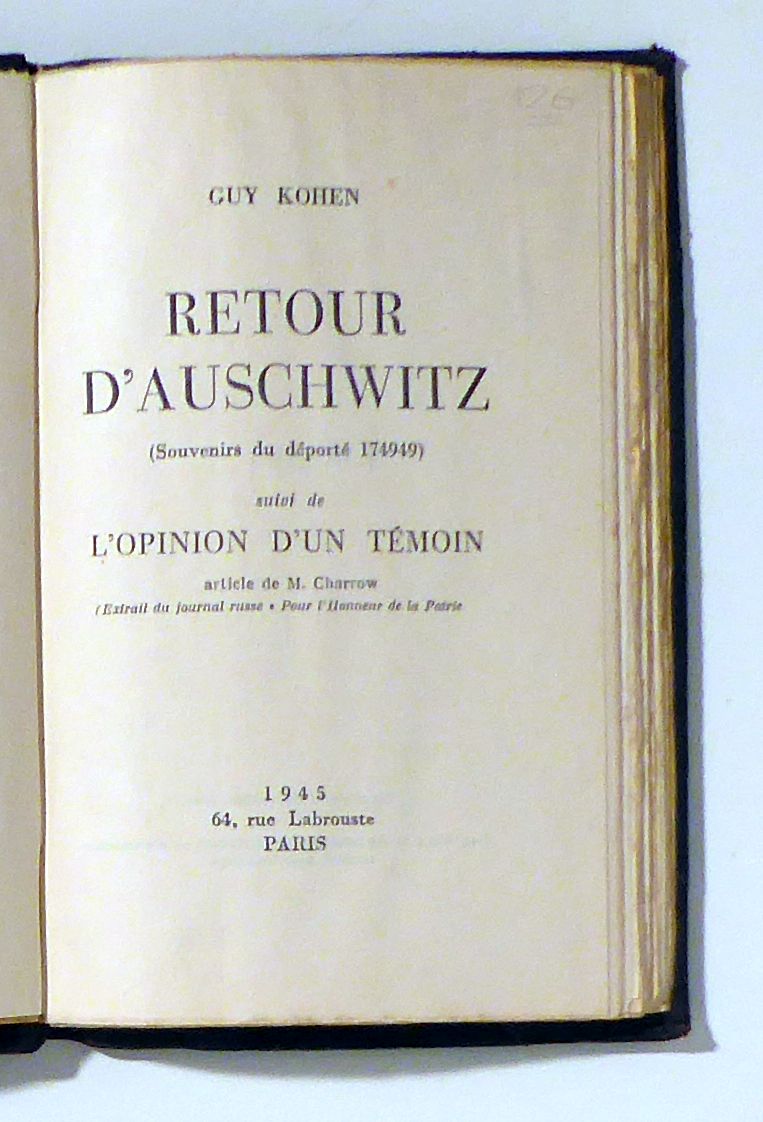 GUY KOHEN
RETOUR
D'AUSCHWITZ
(Souvenirs du déporté 174949)
suivi de
L'OPINION D'UN TÉMOIN
article de M. Charrow
(Extrait du journal russe • Pour l'Honneur de la Patrie
1945
64, rue Labrouste
PARIS